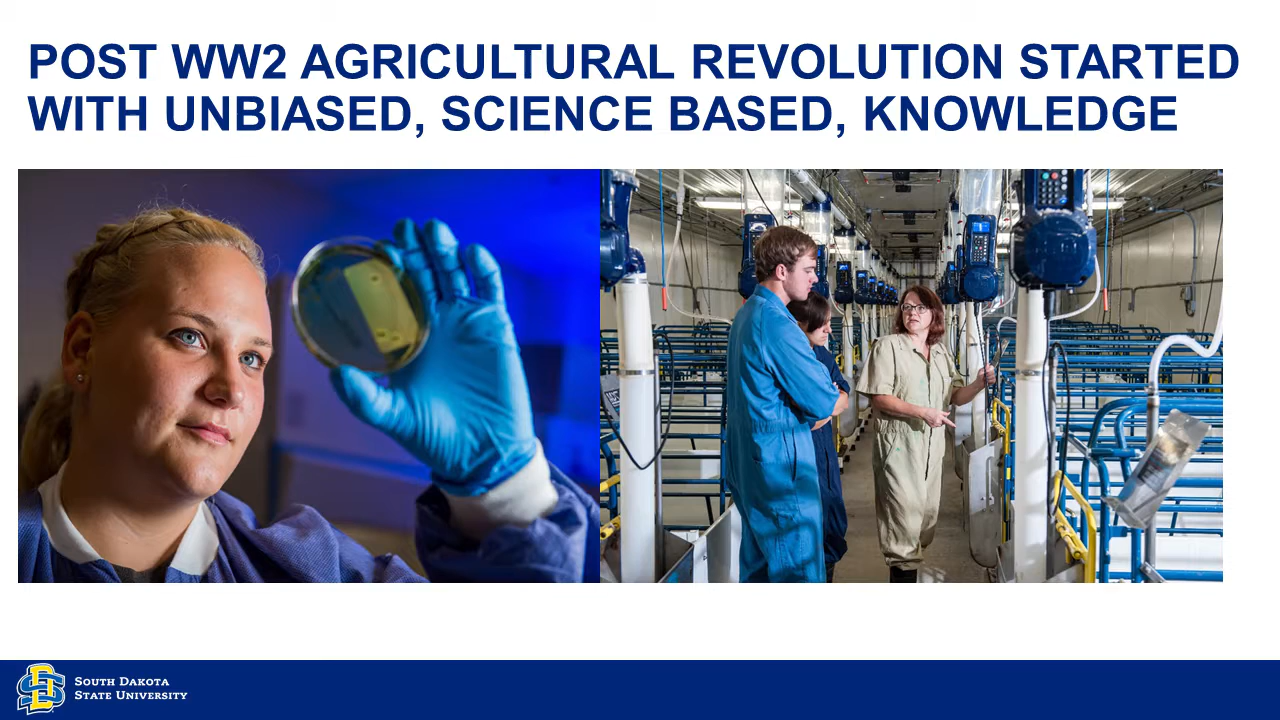 POST WW2 AGRICULTURAL REVOLUTION STARTED
WITH UNBIASED, SCIENCE BASED, KNOWLEDGE
SOUTH DAKOTA
STATE UNIVERSITY